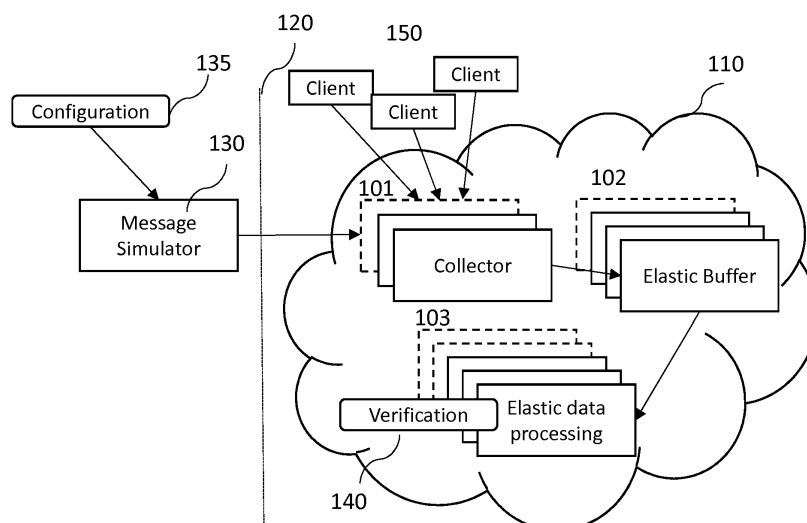 120
150
110
135
Client
Client
Client
Configuration
130
101
102
Message
Simulator
Collector
Elastic Buffer
103
Verification
Elastic data
processing
140